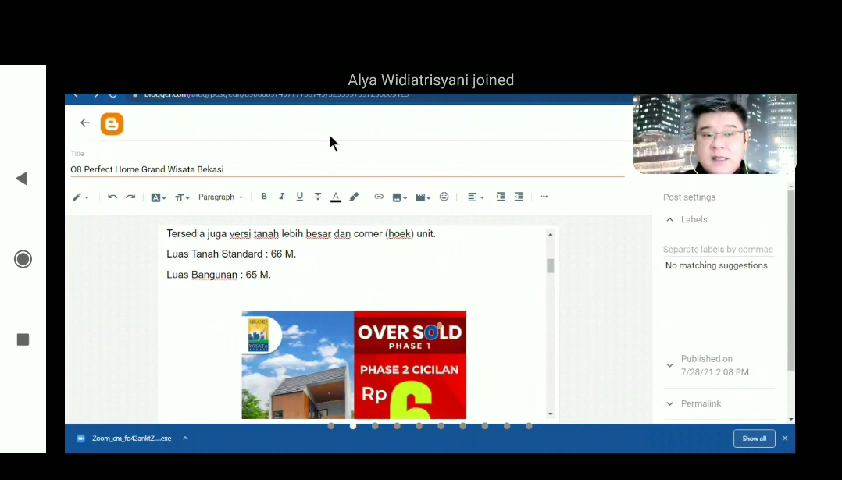 Alya Widiatrisyani joined
Title
08 Perfect Home Grand Wisata Bekasi
Paragraph
Post settings
Labels
Separate labels by commas
No matching suggestions
Tersedia juga versi tanah lebih besar dan corner (hoek) unit.
Luas Tanah Standard : 66 M.
Luas Bangunan : 65 M.
OVER SOLD
PHASE 1
PHASE 2 CICILAN
Rp 6
Published on
7/28/21 2:08 PM
Permalink
Show all